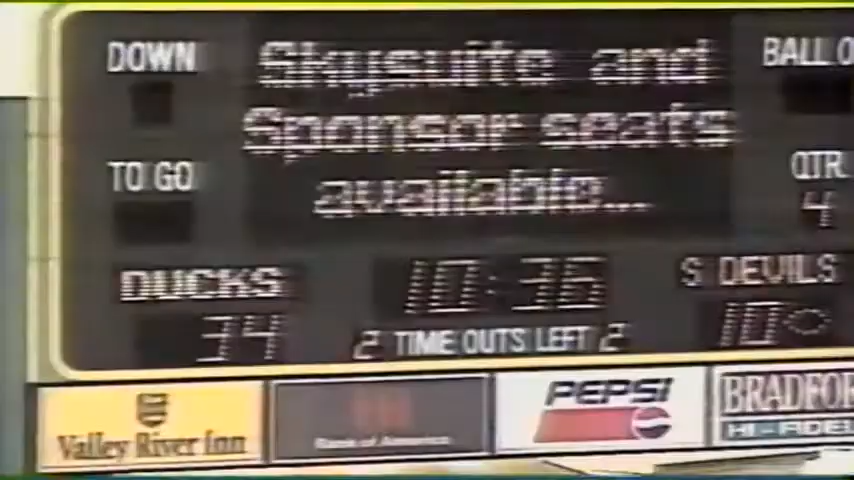 DOWN
Skysuite and
BALL O
Sponsor seats
TO GO
available...
QTR
4
DUCKS
10:36
S DEVILS
34
2 TIME OUTS LEFT 2
10
Valley River Inn
Bank of America
PEPSI
BRADFOR
HI-FIDEL